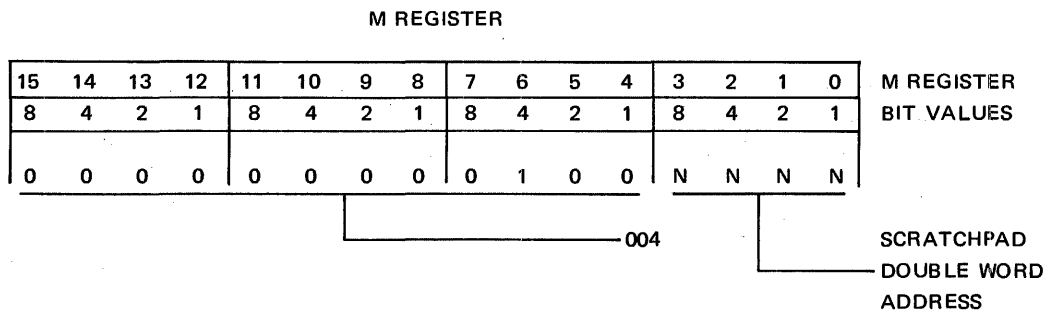 M REGISTER
15 14 13 12 11 10 9 8 7 6 5 4 3 2 1 0 M REGISTER
8 4 2 1 8 4 2 1 8 4 2 1 8 4 2 1 BIT VALUES
0 0 0 0 0 0 0 0 0 1 0 0 N N N N
004
SCRATCHPAD
DOUBLE WORD
ADDRESS